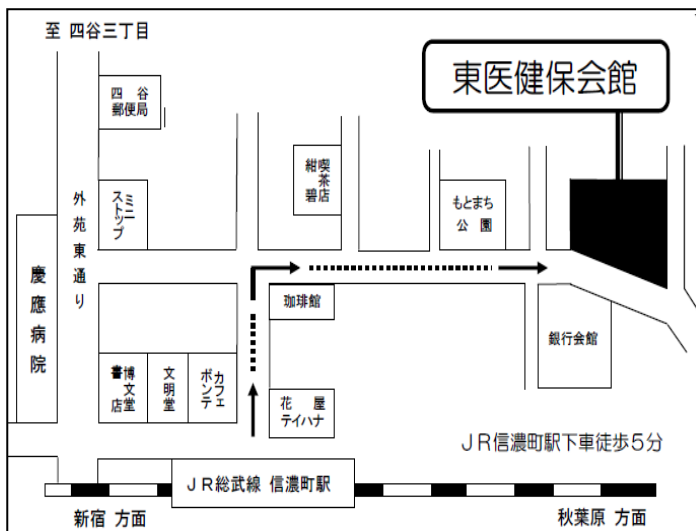 至 四谷三丁目
東医健保会館
四谷
郵便局
喫茶店
紺碧
ミニ
ストップ
もとまち
公園
外苑東通り
慶應病院
珈琲館
銀行会館
博文堂
書店
文明堂
カフェ
ボンテ
花屋
テイハナ
JR信濃町駅下車徒歩5分
JR総武線 信濃町駅
新宿 方面
秋葉原 方面